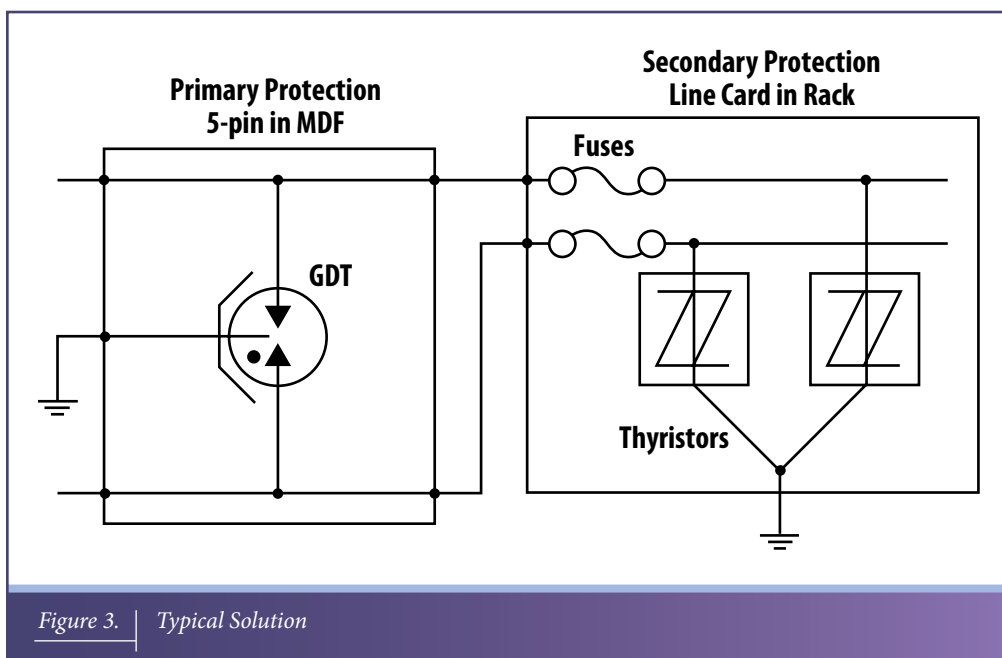 Primary Protection
5-pin in MDF
Secondary Protection
Line Card in Rack
Fuses
GDT
Thyristors
Figure 3. Typical Solution